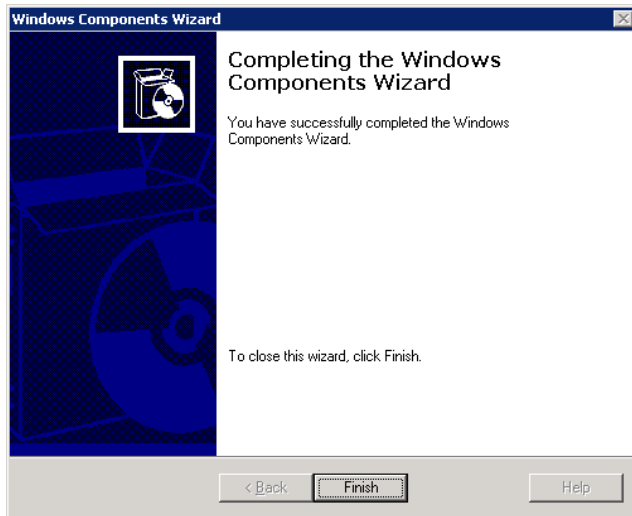 Windows Components Wizard
Completing the Windows
Components Wizard
You have successfully completed the Windows
Components Wizard.
To close this wizard, click Finish.
< Back
Finish
Help